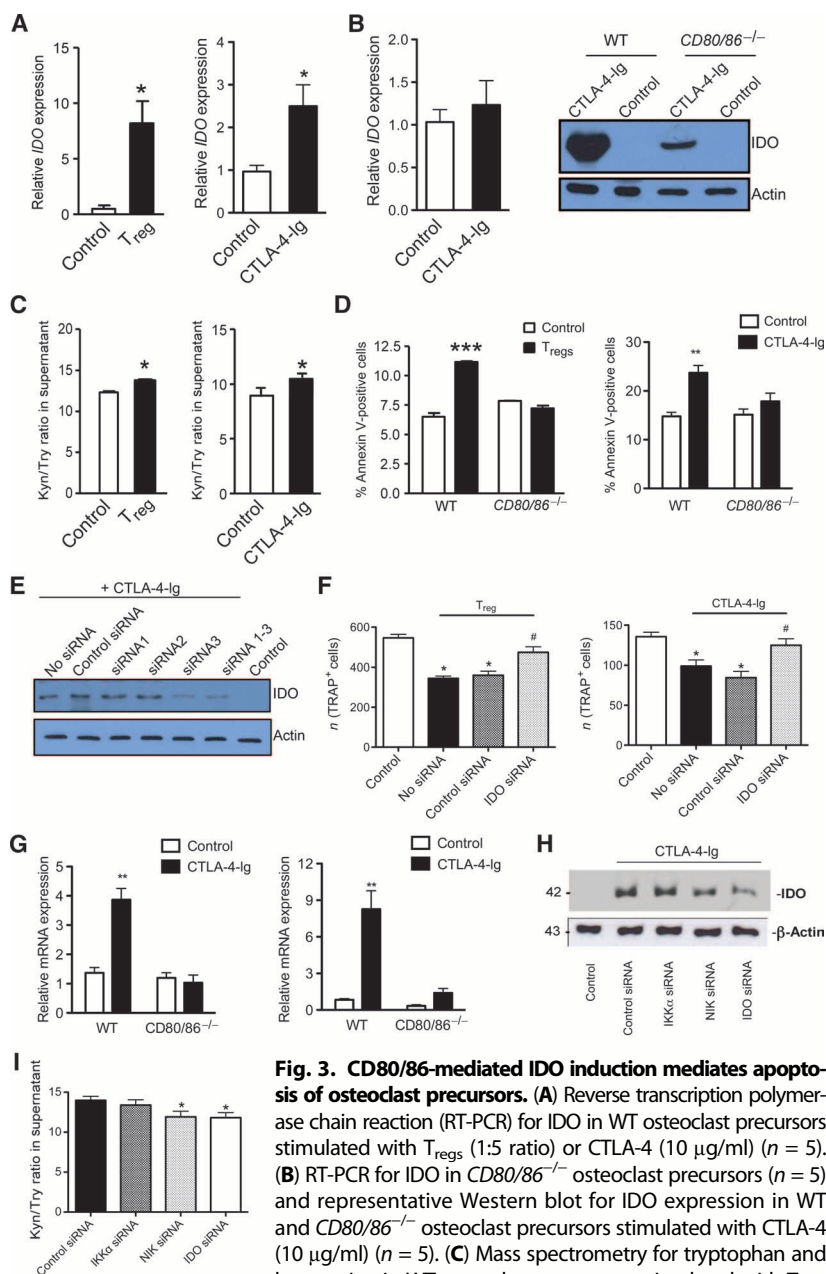 A
Relative IDO expression
15
10
5
0
*
Control
Treg
Relative IDO expression
4
3
2
1
0
*
Control
CTLA-4-Ig
B
Relative IDO expression
2.0
1.5
1.0
0.5
0.0
Control
CTLA-4-Ig
WT
CD80/86−/−
CTLA-4-Ig
Control
CTLA-4-Ig
Control
IDO
Actin
C
Kyn/Try ratio in supernatant
20
15
10
5
0
*
Control
Treg
Kyn/Try ratio in supernatant
15
10
5
0
*
Control
CTLA-4-Ig
D
% Annexin V-positive cells
12.5
10.0
7.5
5.0
2.5
0.0
***
Control
Tregs
WT
CD80/86−/−
% Annexin V-positive cells
30
20
10
0
**
Control
CTLA-4-Ig
WT
CD80/86−/−
E
+ CTLA-4-Ig
No siRNA
Control siRNA
siRNA1
siRNA2
siRNA3
siRNA 1-3
Control
IDO
Actin
F
n (TRAP+ cells)
600
400
200
0
Treg
*
*
#
Control
No siRNA
Control siRNA
IDO siRNA
n (TRAP+ cells)
150
100
75
50
25
0
CTLA-4-Ig
*
*
#
Control
No siRNA
Control siRNA
IDO siRNA
G
Relative mRNA expression
5
4
3
2
1
0
**
Control
CTLA-4-Ig
WT
CD80/86−/−
Relative mRNA expression
12
9
6
3
0
**
Control
CTLA-4-Ig
WT
CD80/86−/−
H
CTLA-4-Ig
42
-IDO
43
-β-Actin
Control
Control siRNA
IKKα siRNA
NIK siRNA
IDO siRNA
I
Kyn/Try ratio in supernatant
15
10
5
0
*
*
Control siRNA
IKKα siRNA
NIK siRNA
IDO siRNA
Fig. 3. CD80/86-mediated IDO induction mediates apopto-
sis of osteoclast precursors. (A) Reverse transcription polymer-
ase chain reaction (RT-PCR) for IDO in WT osteoclast precursors
stimulated with Tregs (1:5 ratio) or CTLA-4 (10 μg/ml) (n = 5).
(B) RT-PCR for IDO in CD80/86−/− osteoclast precursors (n = 5)
and representative Western blot for IDO expression in WT
and CD80/86−/− osteoclast precursors stimulated with CTLA-4
(10 μg/ml) (n = 5). (C) Mass spectrometry for tryptophan and